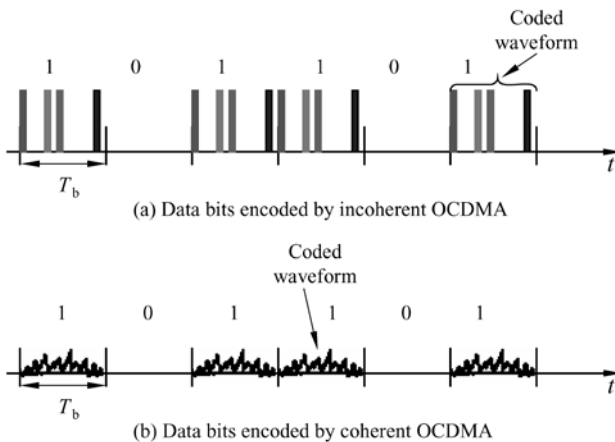 Coded
waveform
1 0 1 1 0 1
T_b
t
(a) Data bits encoded by incoherent OCDMA
Coded
waveform
1 0 1 1 0 1
T_b
t
(b) Data bits encoded by coherent OCDMA